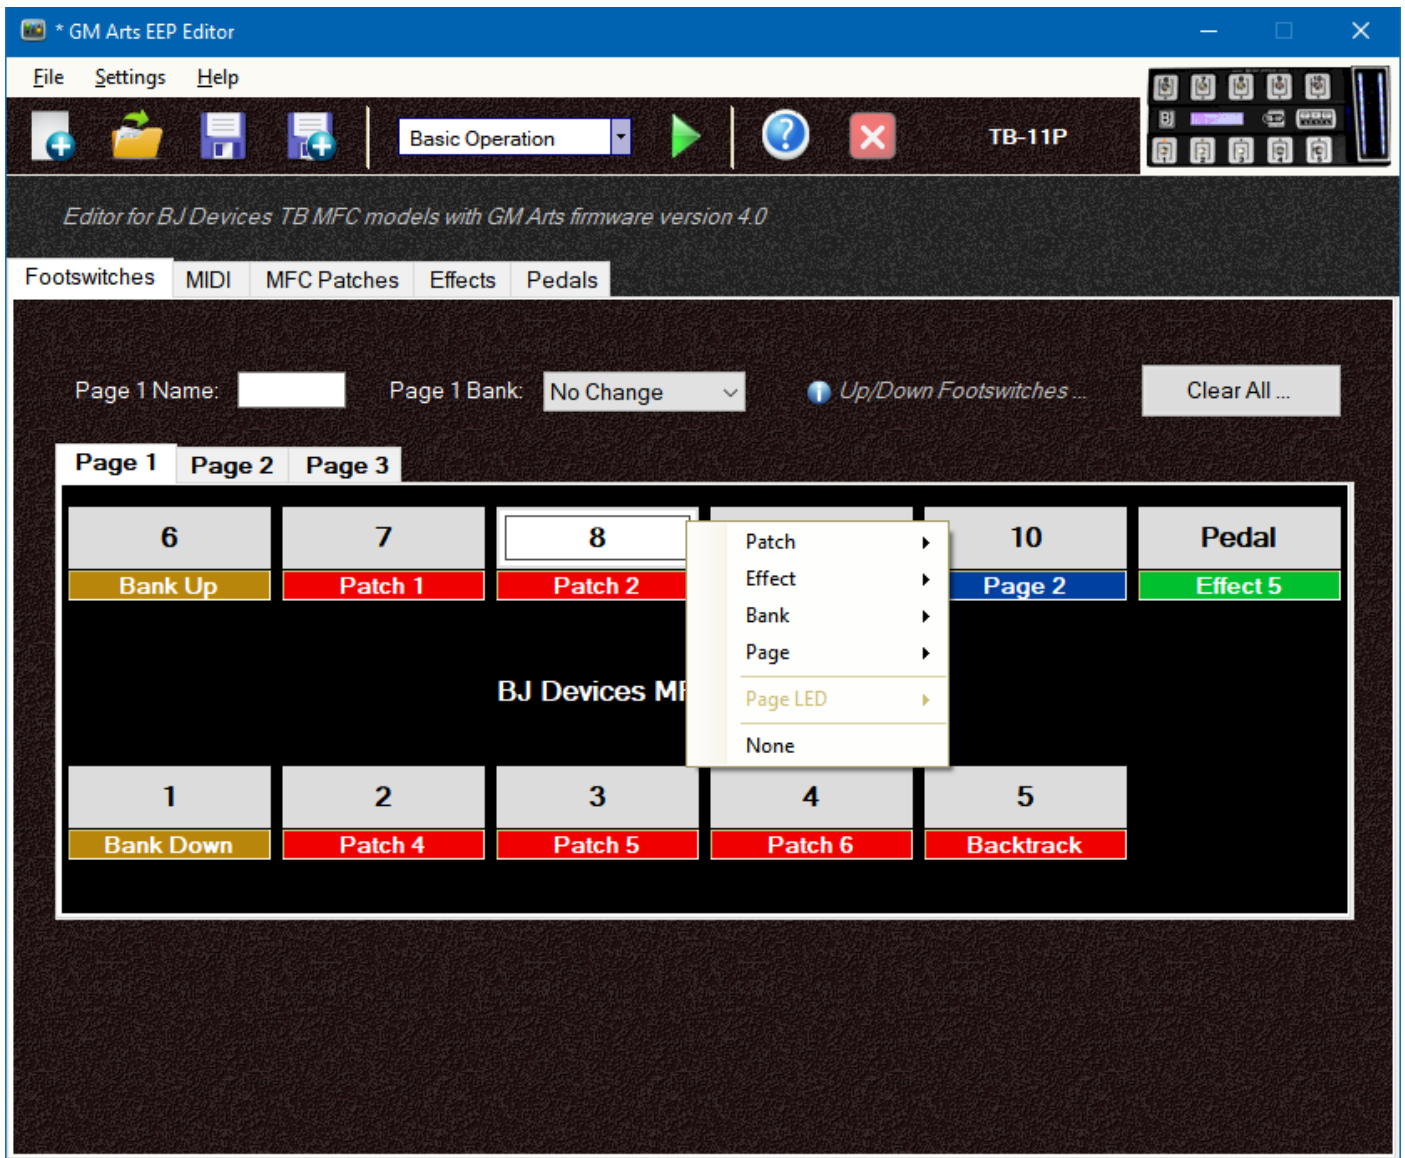 * GM Arts EEP Editor
File Settings Help
Basic Operation
TB-11P
Editor for BJ Devices TB MFC models with GM Arts firmware version 4.0
Footswitches MIDI MFC Patches Effects Pedals
Page 1 Name: Page 1 Bank: No Change Up/Down Footswitches ... Clear All ...
Page 1 Page 2 Page 3
6 7 8 10 Pedal
Bank Up Patch 1 Patch 2 Page 2 Effect 5
Patch
Effect
Bank
Page
Page LED
None
BJ Devices
1 2 3 4 5
Bank Down Patch 4 Patch 5 Patch 6 Backtrack